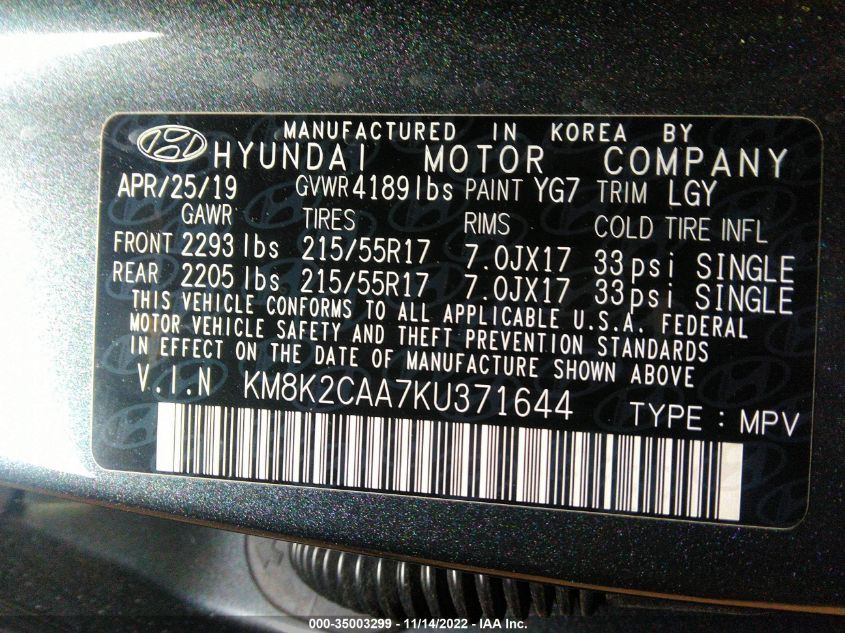 MANUFACTURED IN KOREA BY
HYUNDAI MOTOR COMPANY
APR/25/19 GVWR 4189 lbs PAINT YG7 TRIM LGY
GAWR TIRES RIMS COLD TIRE INFL
FRONT 2293 lbs 215/55R17 7.0JX17 33psi SINGLE
REAR 2205 lbs 215/55R17 7.0JX17 33psi SINGLE
THIS VEHICLE CONFORMS TO ALL APPLICABLE U.S.A. FEDERAL
MOTOR VEHICLE SAFETY AND THEFT PREVENTION STANDARDS
IN EFFECT ON THE DATE OF MANUFACTURE SHOWN ABOVE
V.I.N KM8K2CAA7KU371644 TYPE : MPV
000-35003299 - 11/14/2022 - IAA Inc.